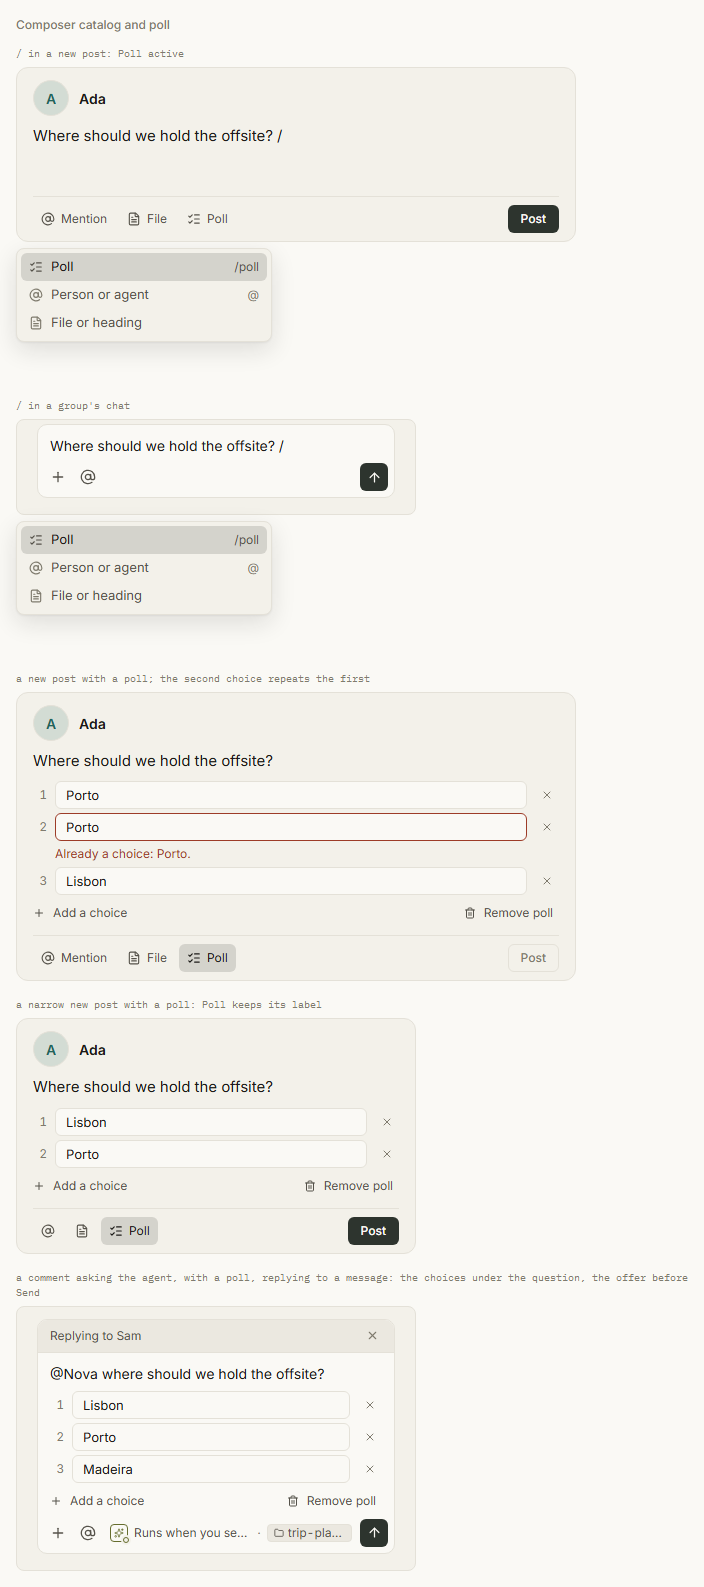 Composer catalog and poll
/ in a new post: Poll active
A Ada
Where should we hold the offsite? /
@ Mention File Poll Post
Poll /poll
@ Person or agent @
File or heading
/ in a group's chat
Where should we hold the offsite? /
+ @
Poll /poll
@ Person or agent @
File or heading
a new post with a poll; the second choice repeats the first
A Ada
Where should we hold the offsite?
1 Porto ×
2 Porto ×
Already a choice: Porto.
3 Lisbon ×
+ Add a choice Remove poll
@ Mention File Poll Post
a narrow new post with a poll: Poll keeps its label
A Ada
Where should we hold the offsite?
1 Lisbon ×
2 Porto ×
+ Add a choice Remove poll
@ Poll Post
a comment asking the agent, with a poll, replying to a message: the choices under the question, the offer before
Send
Replying to Sam ×
@Nova where should we hold the offsite?
1 Lisbon ×
2 Porto ×
3 Madeira ×
+ Add a choice Remove poll
+ @ Runs when you se... · trip-pla...